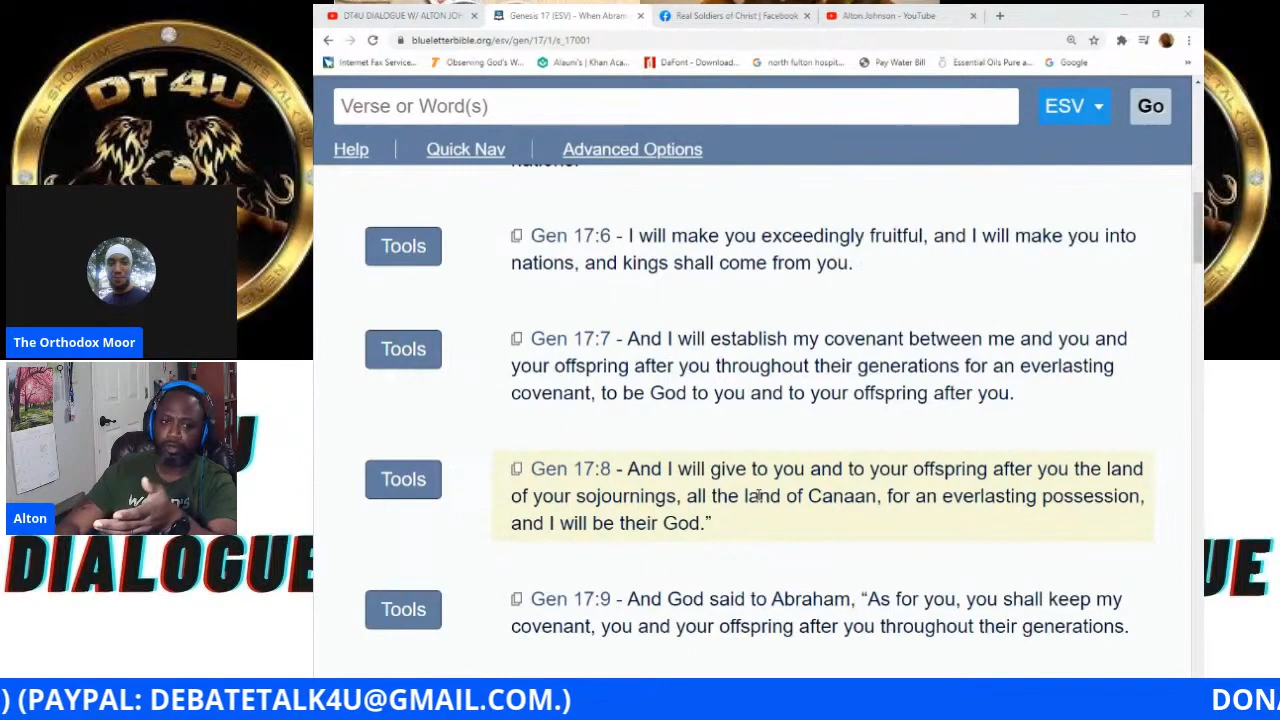 DT4U DIALOGUE W/ ALTON JOH
Genesis 17 (ESV) - When Abram
Real Soldiers of Christ | Facebook
Alton Johnson - YouTube
blueletterbible.org/esv/gen/17/1/s_17001
Internet Fax Service...
Observing God's W...
Alaurni's | Khan Aca...
DaFont - Download...
north fulton hospit...
Pay Water Bill
Essential Oils Pure a...
Google
DT4U
Verse or Word(s)
ESV
Go
Help
Quick Nav
Advanced Options
Tools
Gen 17:6 - I will make you exceedingly fruitful, and I will make you into
nations, and kings shall come from you.
Tools
Gen 17:7 - And I will establish my covenant between me and you and
your offspring after you throughout their generations for an everlasting
covenant, to be God to you and to your offspring after you.
Tools
Gen 17:8 - And I will give to you and to your offspring after you the land
of your sojournings, all the land of Canaan, for an everlasting possession,
and I will be their God.”
Tools
Gen 17:9 - And God said to Abraham, “As for you, you shall keep my
covenant, you and your offspring after you throughout their generations.
The Orthodox Moor
Alton
DIALOGUE
) (PAYPAL: DEBATETALK4U@GMAIL.COM.)
DONA